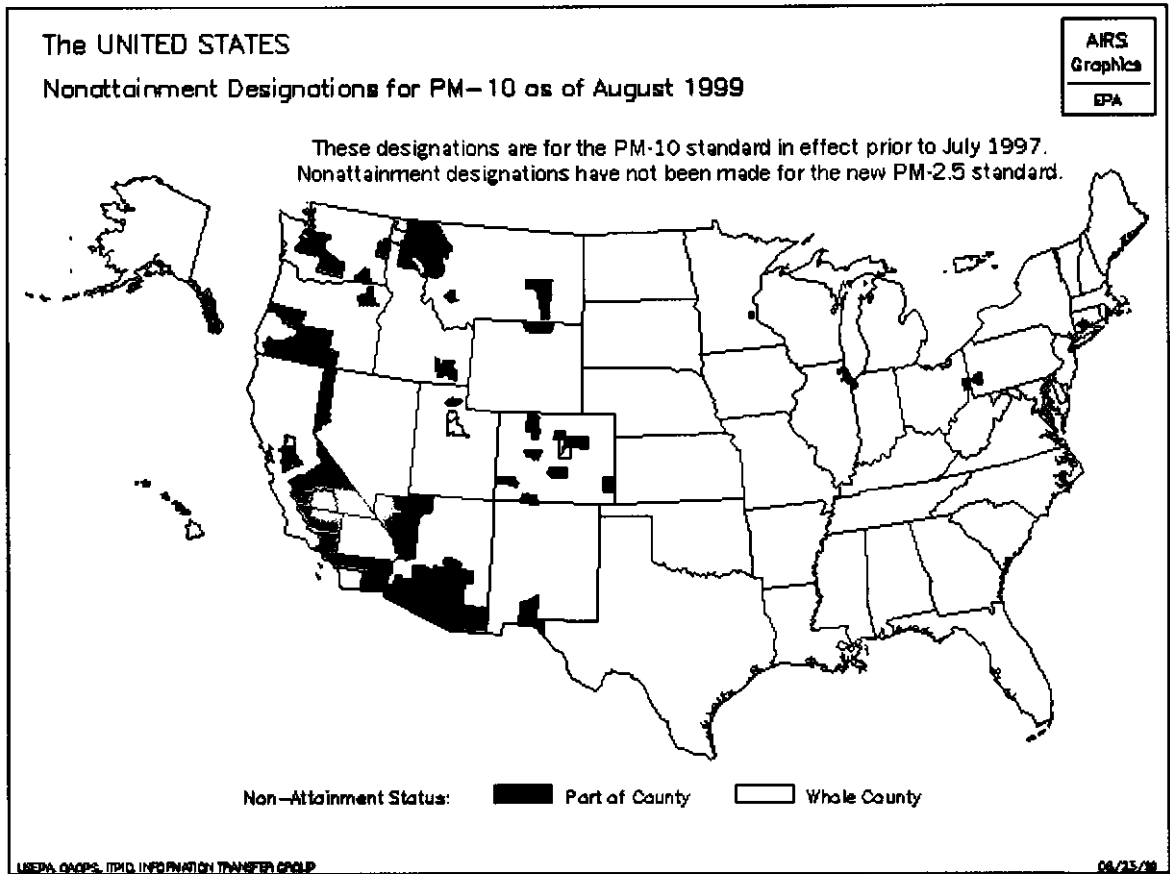 The UNITED STATES
Nonattainment Designations for PM-10 as of August 1999
AIRS
Graphics
EPA
These designations are for the PM-10 standard in effect prior to July 1997.
Nonattainment designations have not been made for the new PM-2.5 standard.
Non-Attainment Status: Part of County Whole County
USEPA, OAQPS, ITPID, INFORMATION TRANSFER GROUP